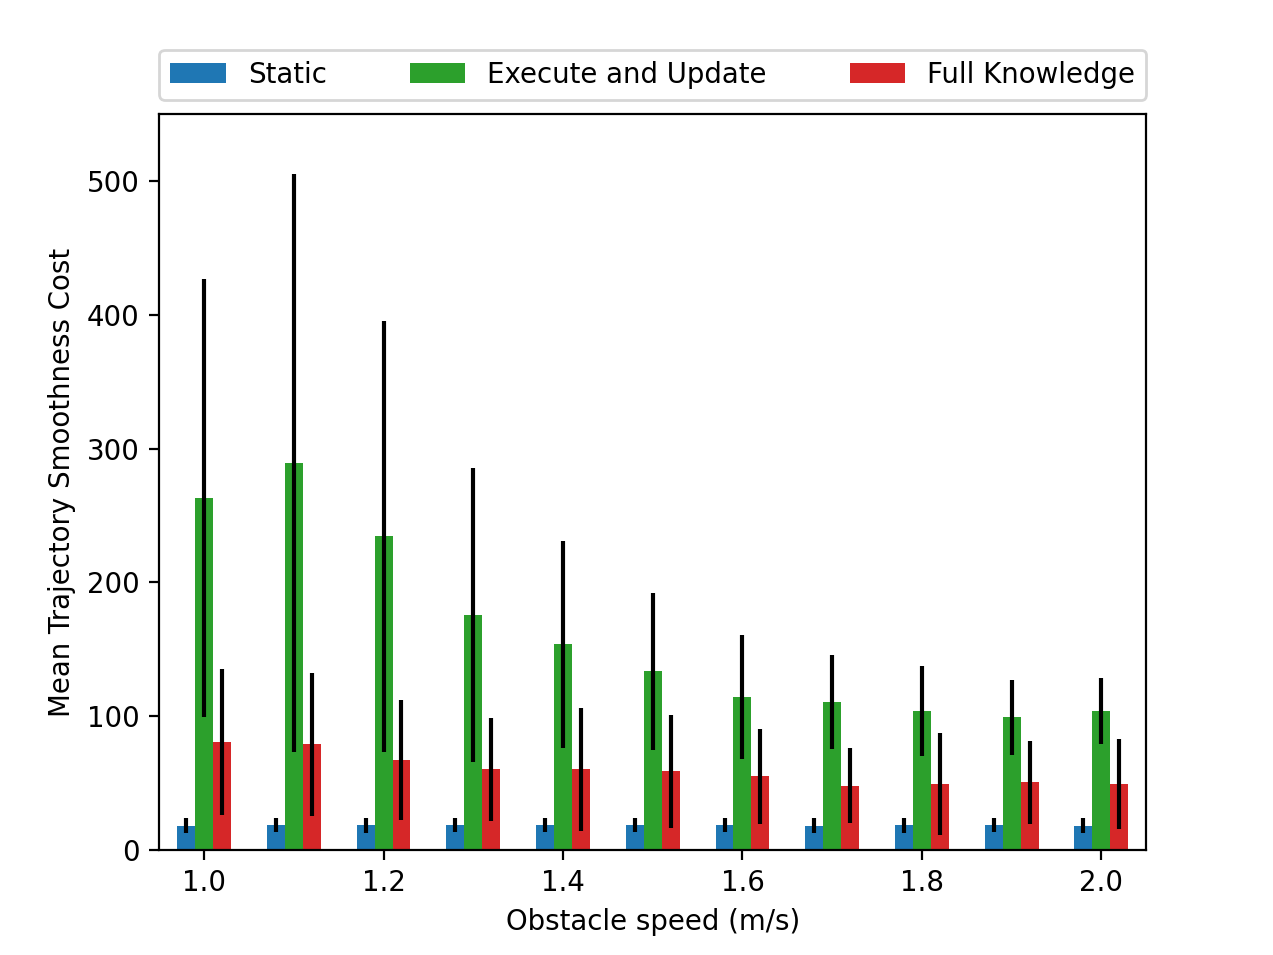 Static Execute and Update Full Knowledge
500
400
300
200
100
0
Mean Trajectory Smoothness Cost
1.0 1.2 1.4 1.6 1.8 2.0
Obstacle speed (m/s)